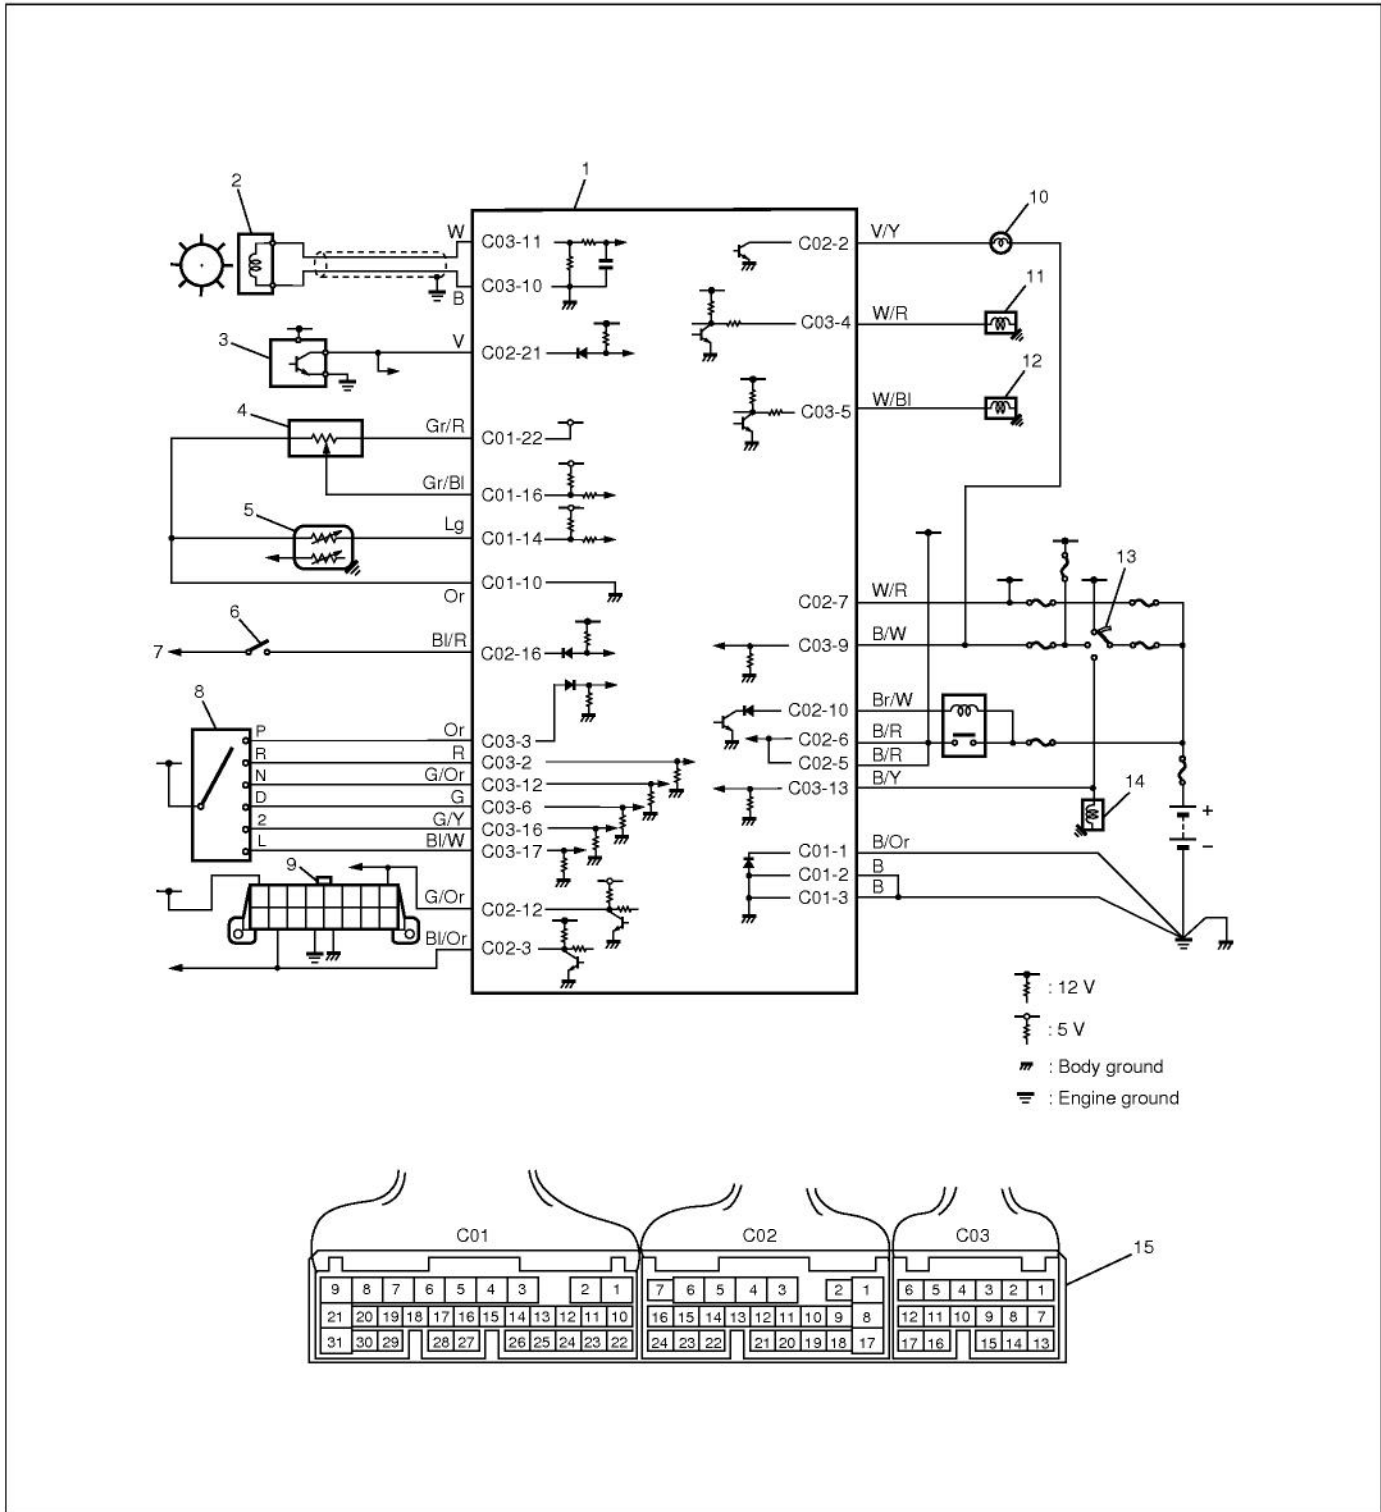 1
2
10
W
C03-11
C02-2
V/Y
C03-10
B
11
3
V
C02-21
C03-4
W/R
12
4
Gr/R
C01-22
C03-5
W/Bl
Gr/Bl
C01-16
5
Lg
C01-14
13
C01-10
Or
C02-7
W/R
6
7
Bl/R
C02-16
C03-9
B/W
8
P
Or
C03-3
C02-10
Br/W
R
R
C03-2
C02-6
B/R
C02-5
B/R
N
G/Or
C03-12
C03-13
B/Y
14
D
G
C03-6
+
2
G/Y
C03-16
L
Bl/W
C03-17
C01-1
B/Or
−
9
C01-2
B
C01-3
B
G/Or
C02-12
Bl/Or
C02-3
: 12 V
: 5 V
: Body ground
: Engine ground
C01
C02
C03
15
9 8 7 6 5 4 3 2 1
7 6 5 4 3 2 1
6 5 4 3 2 1
21 20 19 18 17 16 15 14 13 12 11 10
16 15 14 13 12 11 10 9 8
12 11 10 9 8 7
31 30 29 28 27 26 25 24 23 22
24 23 22 21 20 19 18 17
17 16 15 14 13